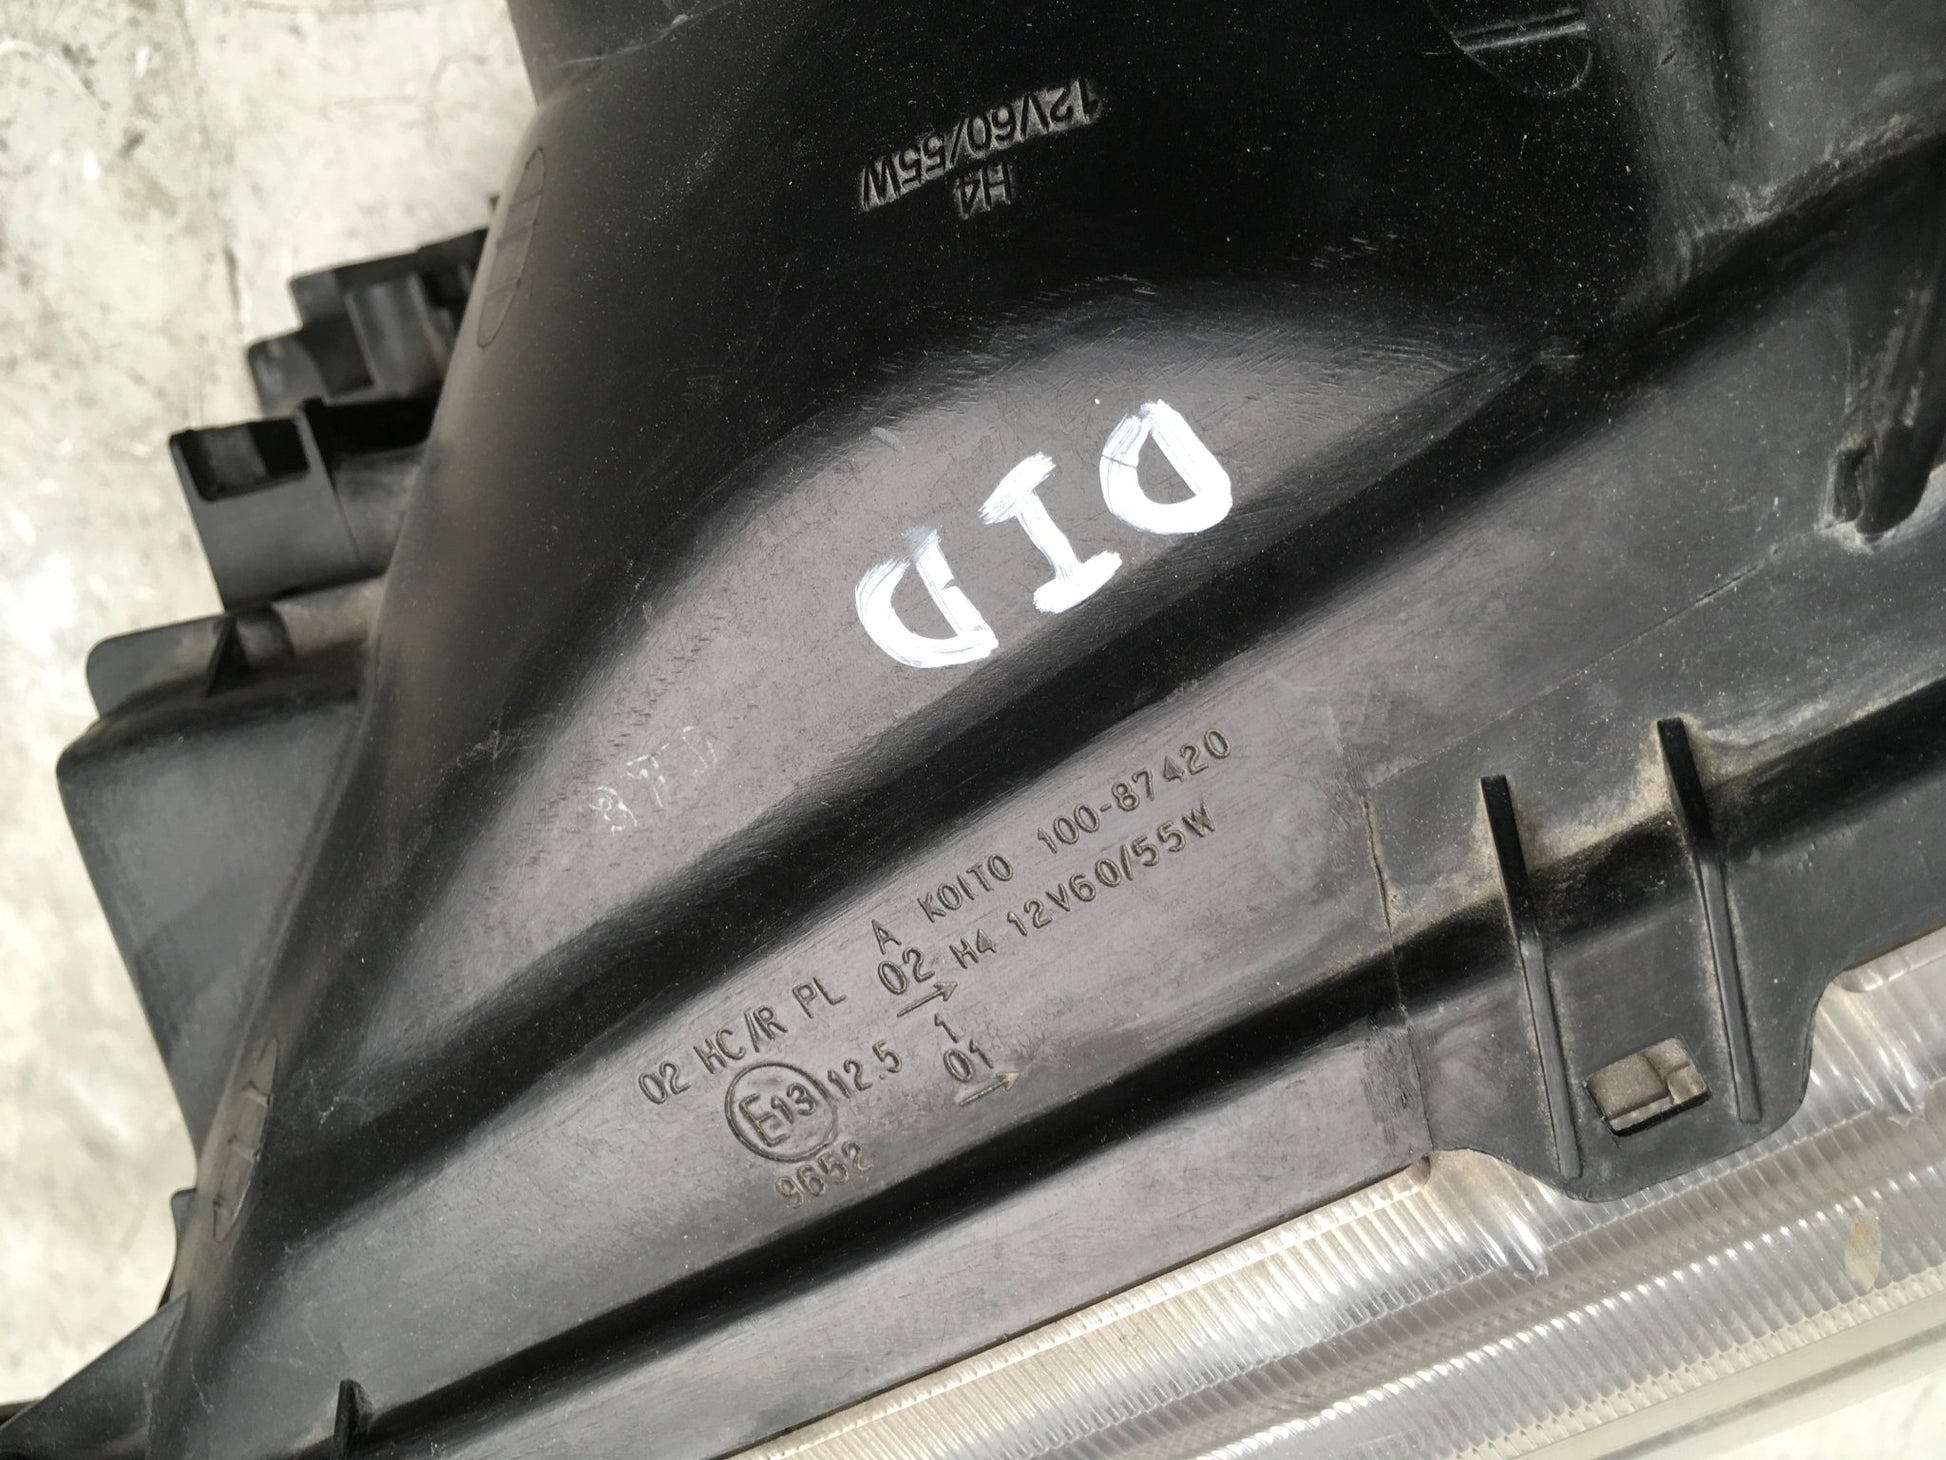 12V60/55W
H4
DID
A KOITO 100-87420
02 HC/R PL 02 H4 12V60/55W
E13 12.5 1
9652 01